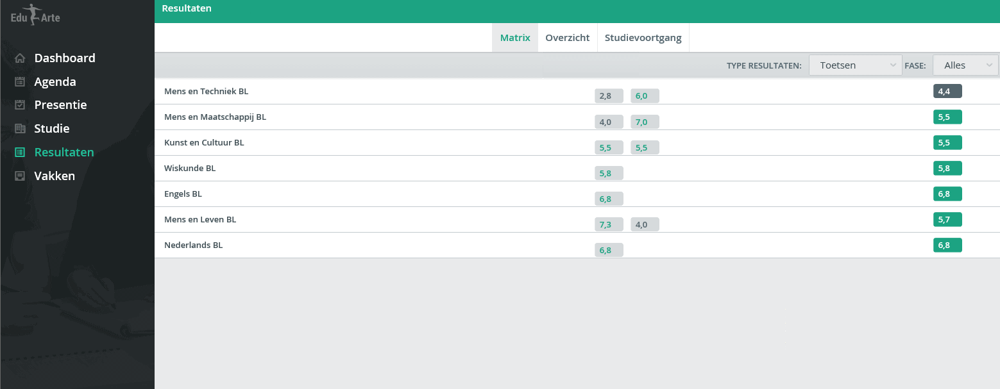 Edu Arte
Resultaten
Dashboard
Agenda
Presentie
Studie
Resultaten
Vakken
Matrix Overzicht Studievoortgang
TYPE RESULTATEN: Toetsen FASE: Alles
Mens en Techniek BL 2,8 6,0 4,4
Mens en Maatschappij BL 4,0 7,0 5,5
Kunst en Cultuur BL 5,5 5,5 5,5
Wiskunde BL 5,8 5,8
Engels BL 6,8 6,8
Mens en Leven BL 7,3 4,0 5,7
Nederlands BL 6,8 6,8